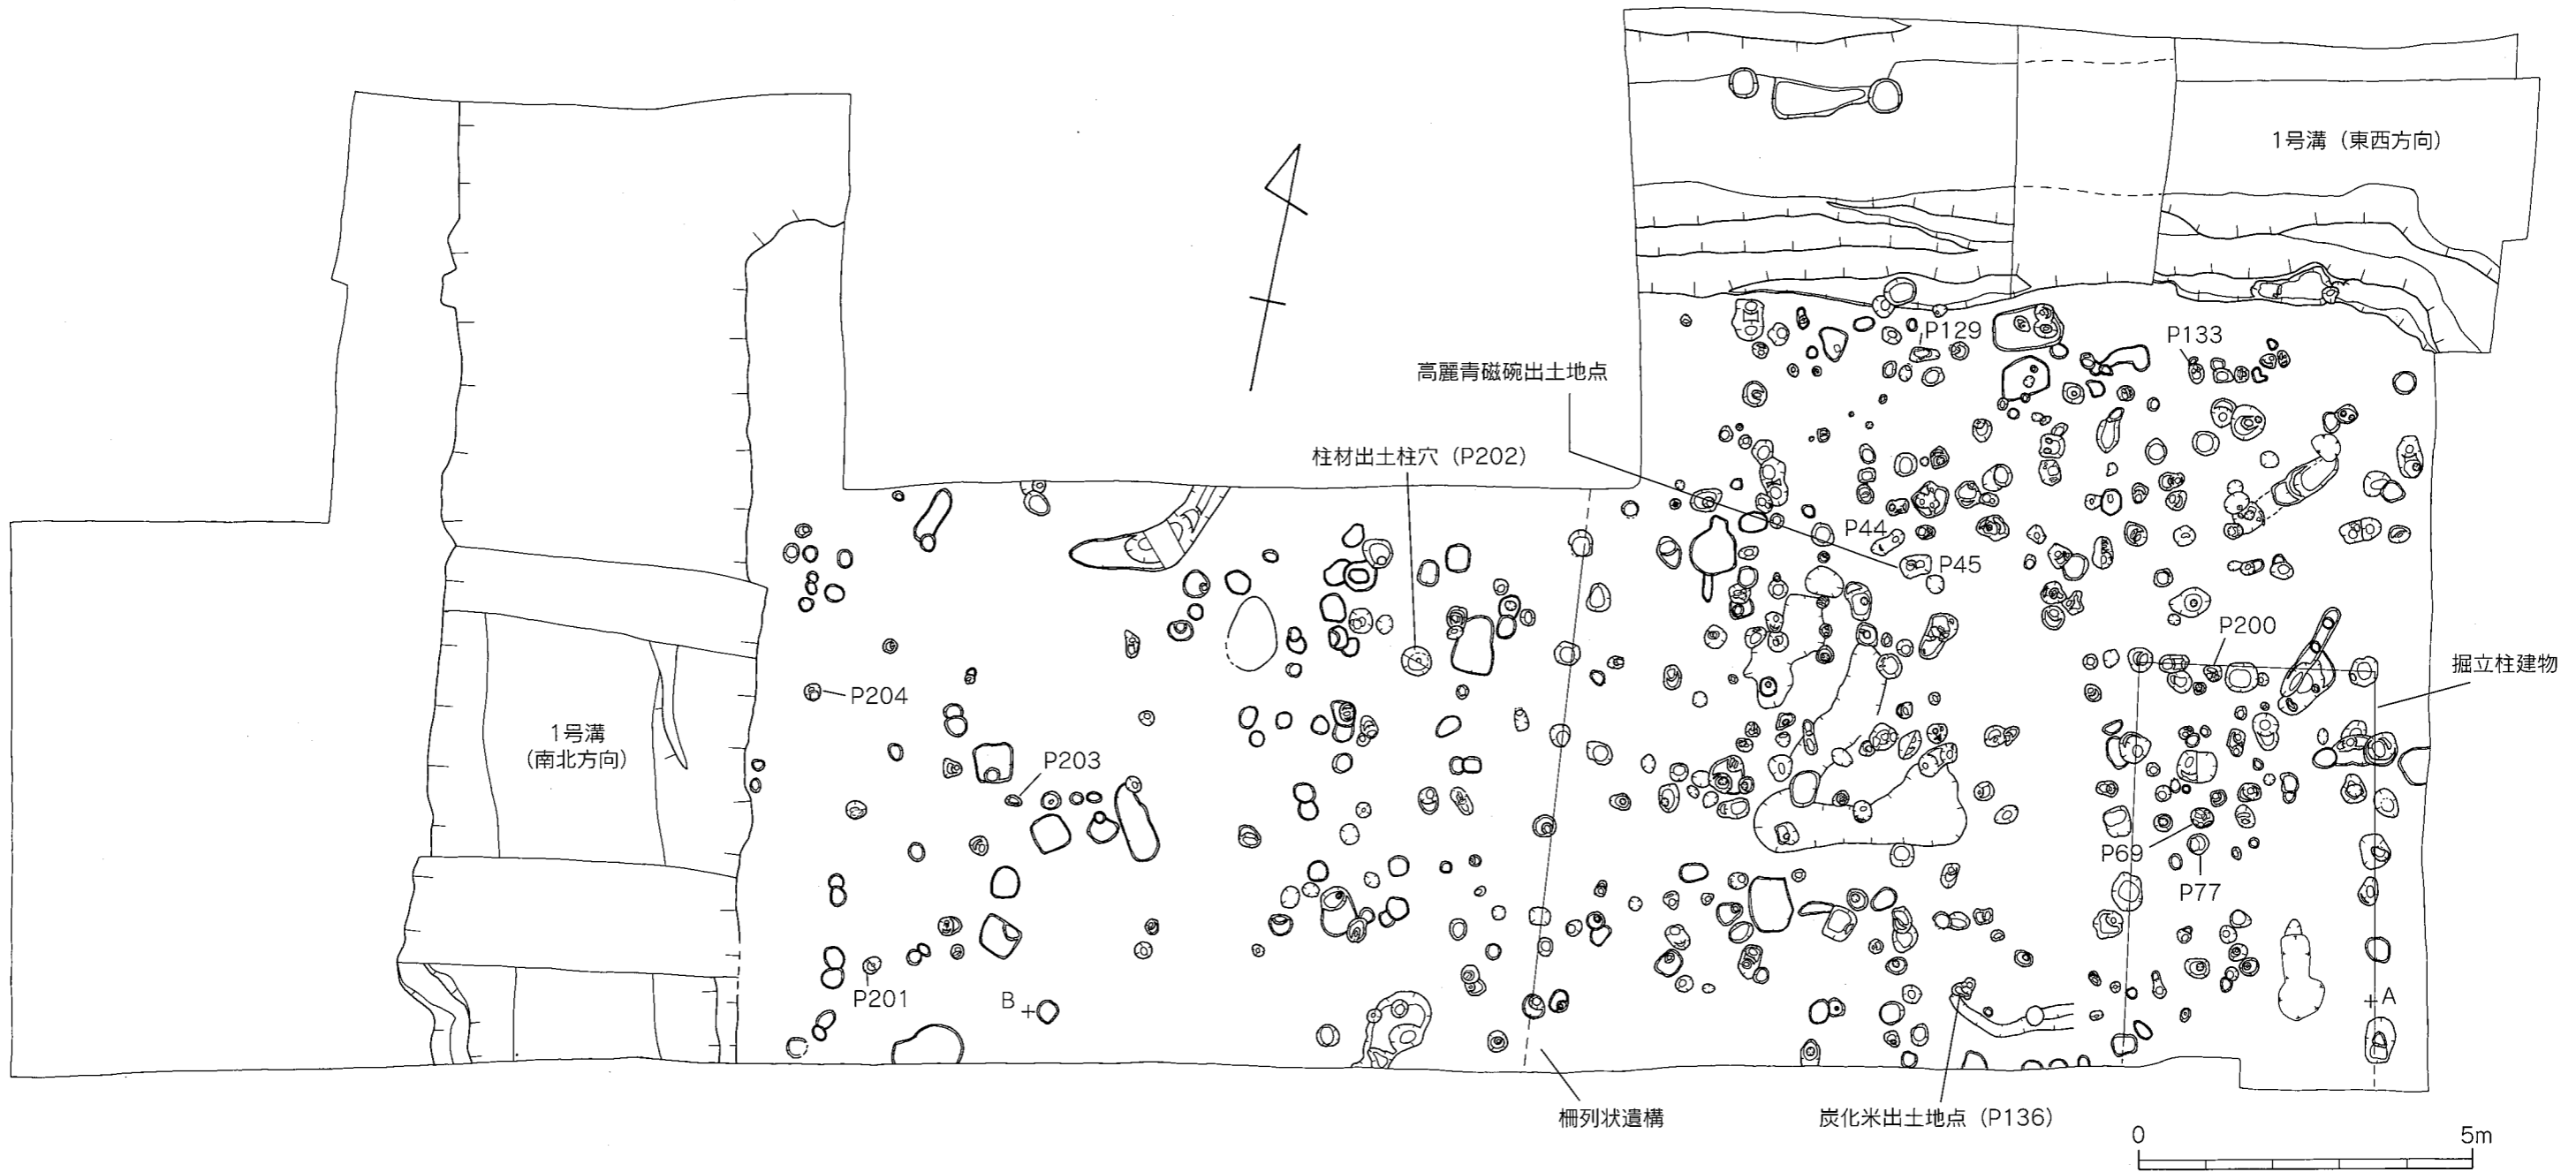 1号溝（東西方向）
P129
P133
高麗青磁碗出土地点
柱材出土柱穴（P202）
P44
P45
P200
掘立柱建物
P204
1号溝
（南北方向）
P203
P69
P77
P201
B
A
柵列状遺構
炭化米出土地点（P136）
0 5m